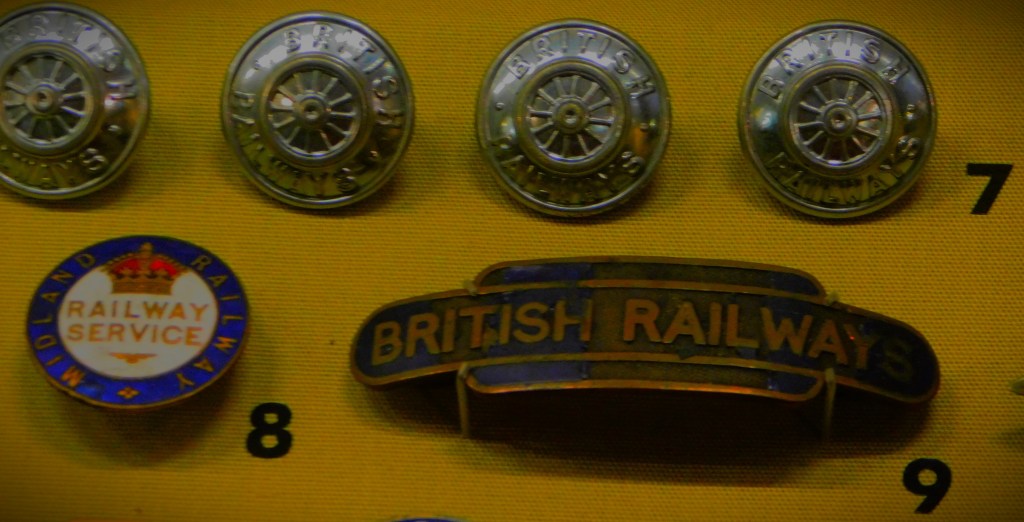 BRITISH
RAILWAYS
BRITISH
RAILWAYS
BRITISH
RAILWAYS
BRITISH
RAILWAYS
7
MIDLAND RAILWAY
RAILWAY
SERVICE
8
BRITISH RAILWAYS
9